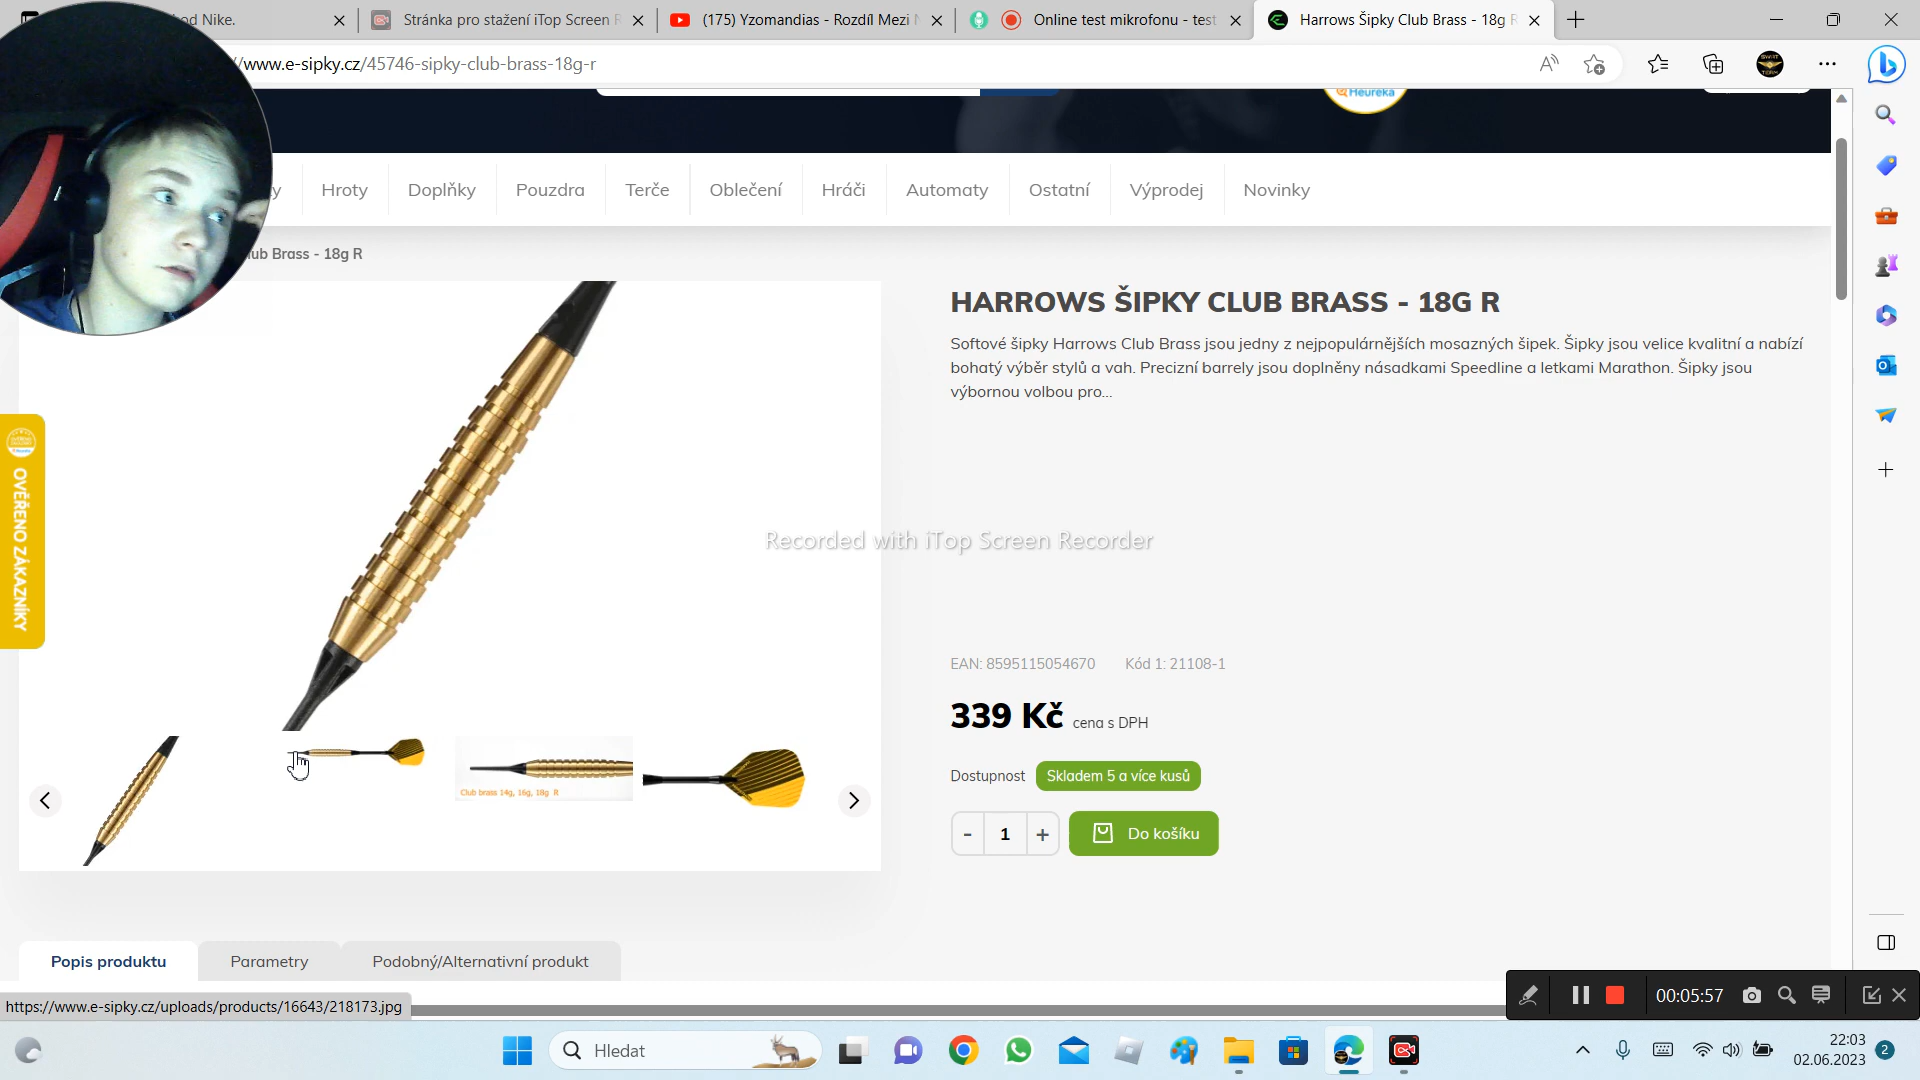 od Nike.
Stránka pro stažení iTop Screen R
(175) Yzomandias - Rozdíl Mezi N
Online test mikrofonu - test
Harrows Šipky Club Brass - 18g R
/www.e-sipky.cz/45746-sipky-club-brass-18g-r
Heureka
y Hroty Doplňky Pouzdra Terče Oblečení Hráči Automaty Ostatní Výprodej Novinky
lub Brass - 18g R
HARROWS ŠIPKY CLUB BRASS - 18G R
Softové šipky Harrows Club Brass jsou jedny z nejpopulárnějších mosazných šipek. Šipky jsou velice kvalitní a nabízí
bohatý výběr stylů a vah. Precizní barrely jsou doplněny násadkami Speedline a letkami Marathon. Šipky jsou
výbornou volbou pro...
OVĚŘENO ZÁKAZNÍKY
Recorded with iTop Screen Recorder
EAN: 8595115054670 Kód 1: 21108-1
339 Kč cena s DPH
Dostupnost Skladem 5 a více kusů
Club brass 14g, 16g, 18g R
- 1 + Do košíku
Popis produktu Parametry Podobný/Alternativní produkt
https://www.e-sipky.cz/uploads/products/16643/218173.jpg
00:05:57
Hledat
22:03
02.06.2023
2